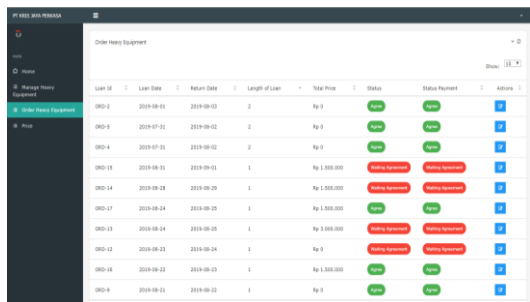 PT KRES JAYA PERKASA
Order Heavy Equipment
Show: 10
Home
Manage Heavy Equipment
Order Heavy Equipment
Price
Loan Id Loan Date Return Date Length of Loan Total Price Status Status Payment Actions
ORD-2 2019-08-01 2019-08-03 2 Rp 0 Agree Agree
ORD-5 2019-07-31 2019-08-02 2 Rp 0 Agree Agree
ORD-4 2019-07-31 2019-08-02 2 Rp 0 Agree Agree
ORD-15 2019-08-31 2019-09-01 1 Rp 1.500.000 Waiting Agreement Waiting Agreement
ORD-14 2019-08-28 2019-08-29 1 Rp 1.500.000 Waiting Agreement Waiting Agreement
ORD-17 2019-08-24 2019-08-25 1 Rp 1.500.000 Agree Agree
ORD-13 2019-08-24 2019-08-25 1 Rp 3.000.000 Waiting Agreement Waiting Agreement
ORD-12 2019-08-23 2019-08-24 1 Rp 0 Waiting Agreement Waiting Agreement
ORD-16 2019-08-22 2019-08-23 1 Rp 1.500.000 Agree Agree
ORD-9 2019-08-21 2019-08-22 1 Rp 0 Agree Agree